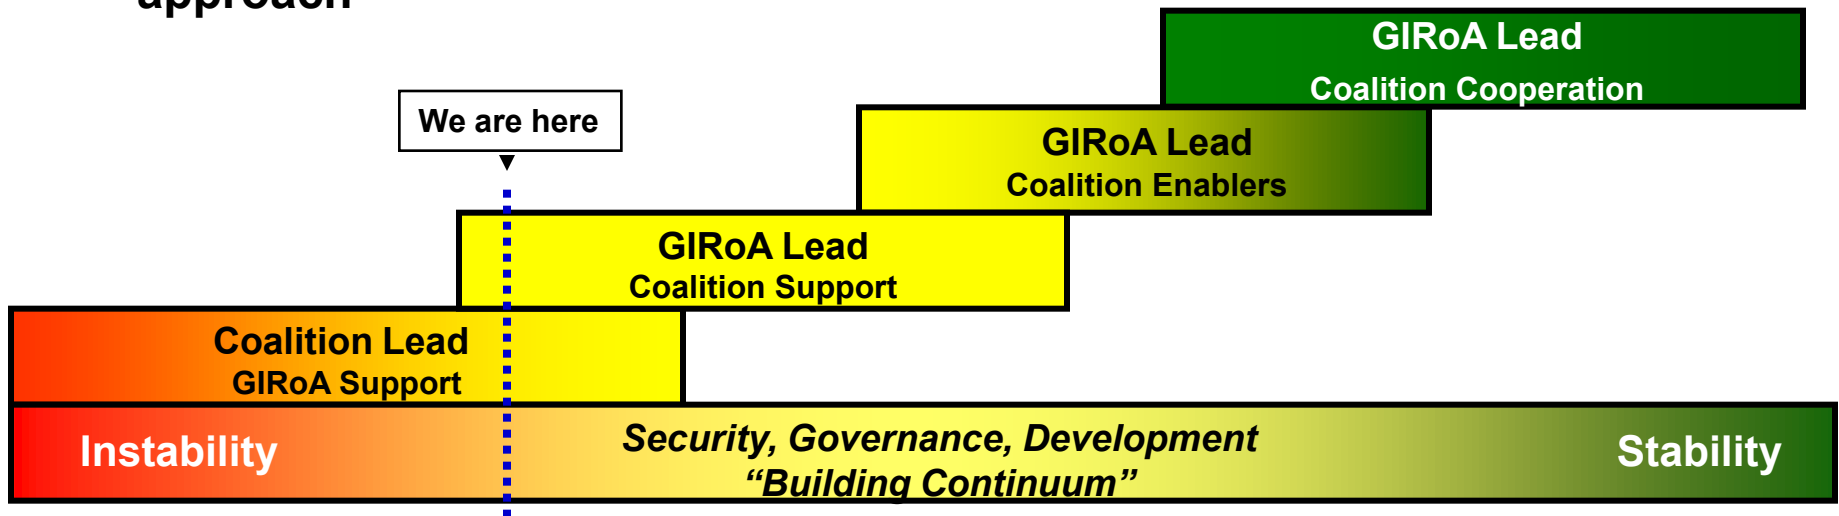 approach
GIRoA Lead
Coalition Cooperation
We are here
GIRoA Lead
Coalition Enablers
GIRoA Lead
Coalition Support
Coalition Lead
GIRoA Support
Instability
Security, Governance, Development
“Building Continuum”
Stability